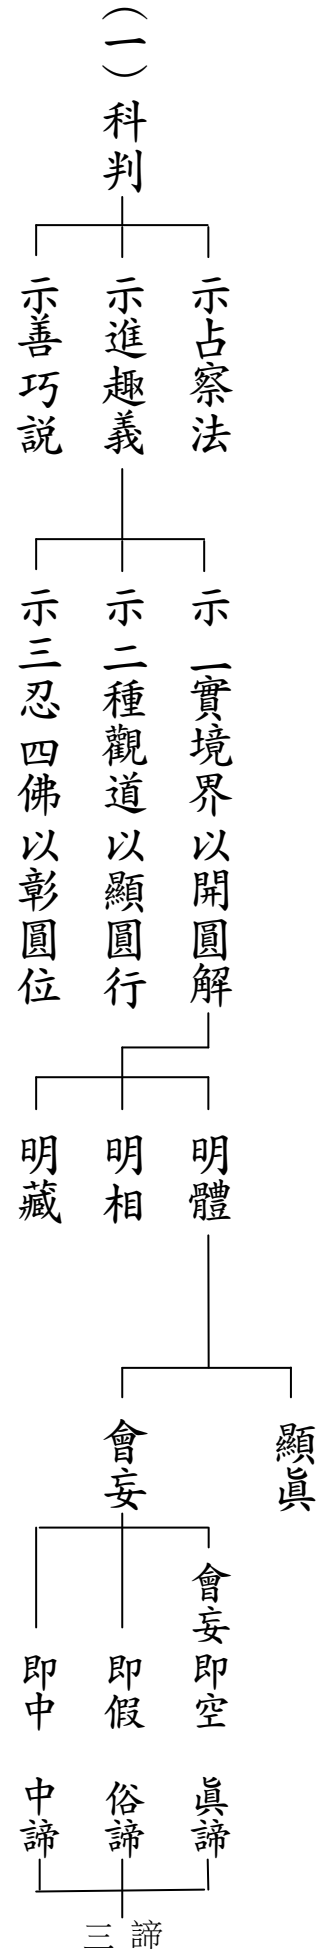 （一）科判
示占察法
示進趣義
示善巧說
示一實境界以開圓解
示二種觀道以顯圓行
示三忍四佛以彰圓位
明體
明相
明藏
顯眞
會妄
會妄即空 眞諦
即假 俗諦
即中 中諦
三諦